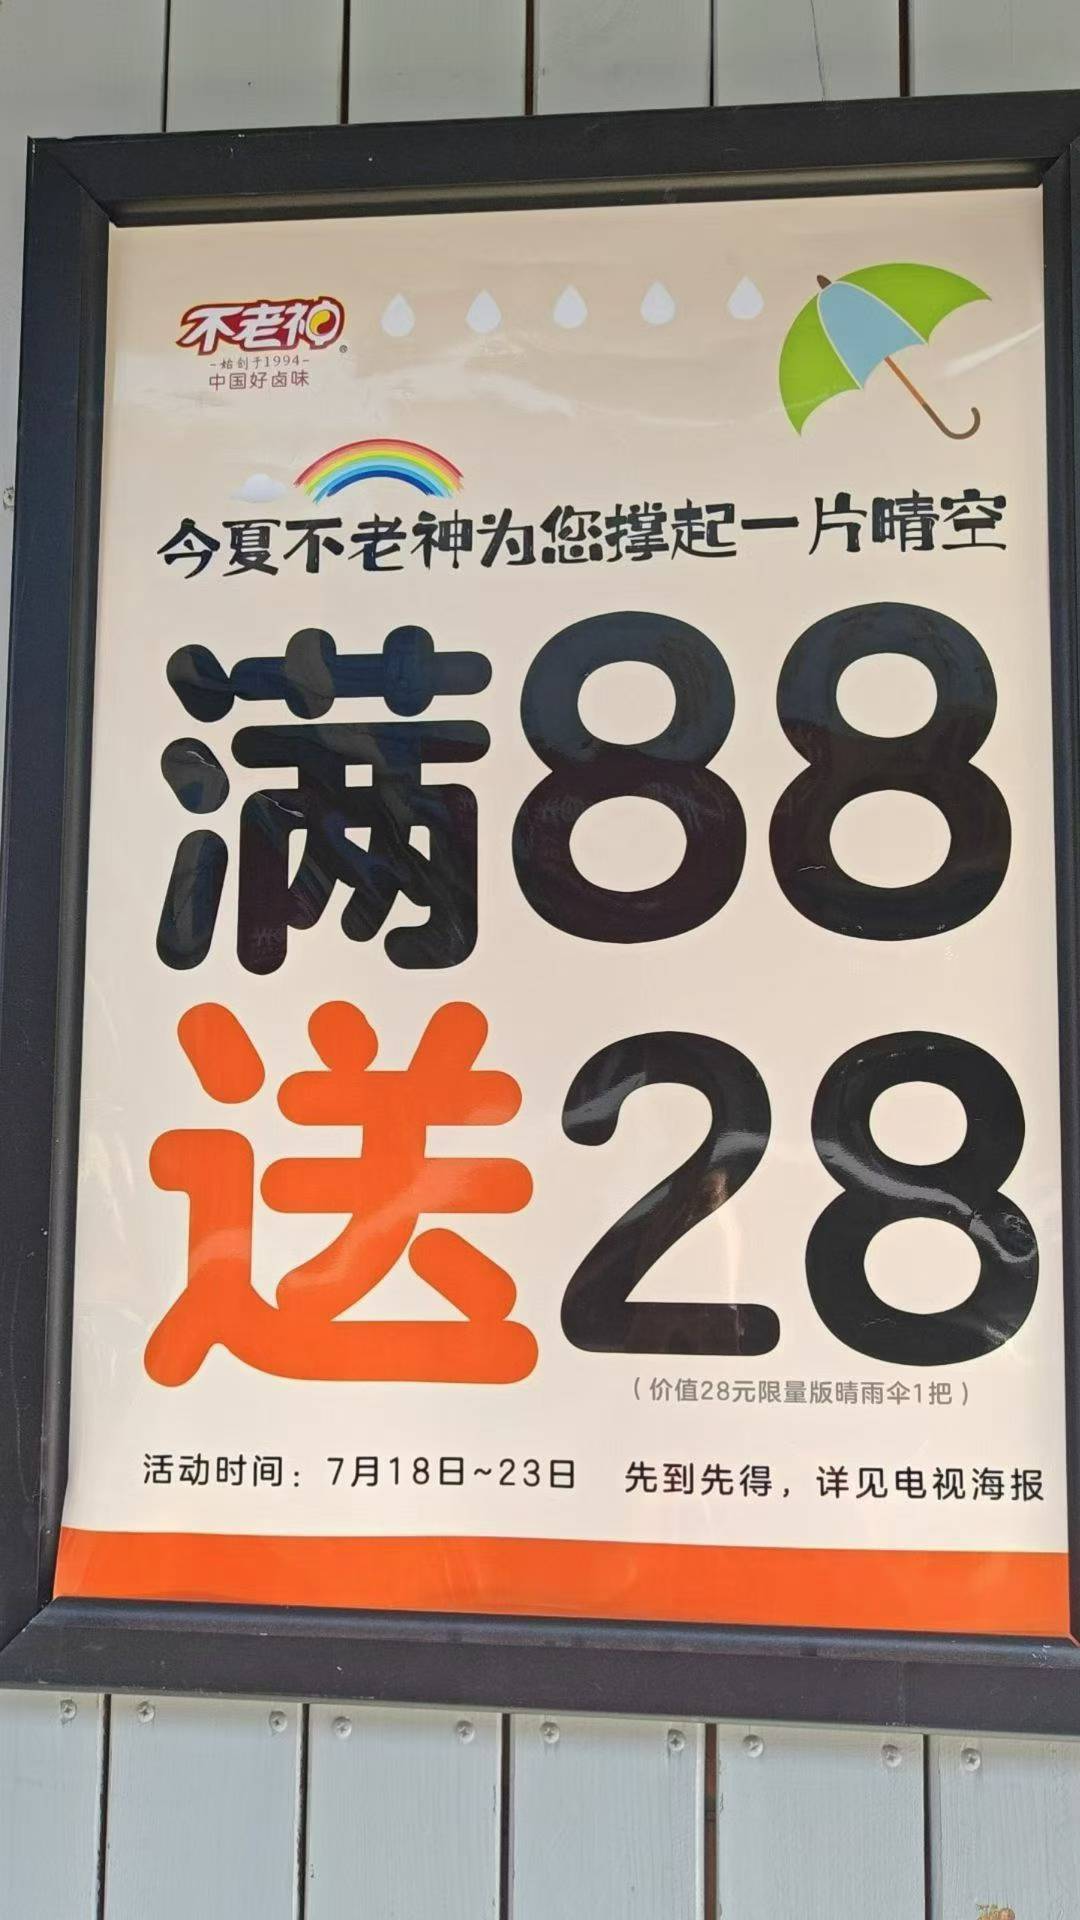 不老神
-始创于1994-
中国好卤味
今夏不老神为您撑起一片晴空
满88
送28
（价值28元限量版晴雨伞1把）
活动时间：7月18日~23日 先到先得，详见电视海报